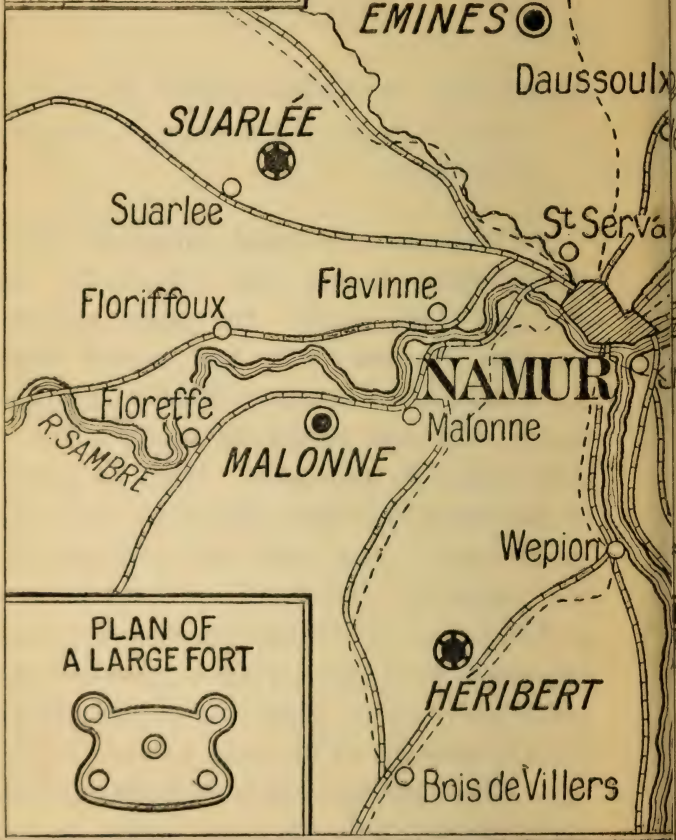 EMINES
Daussoulx
SUARLÉE
Suarlee
St Serva
Flavinne
Floriffoux
NAMUR
Floreffe
Malonne
R. SAMBRE
MALONNE
Wepion
PLAN OF
A LARGE FORT
HÉRIBERT
Bois de Villers